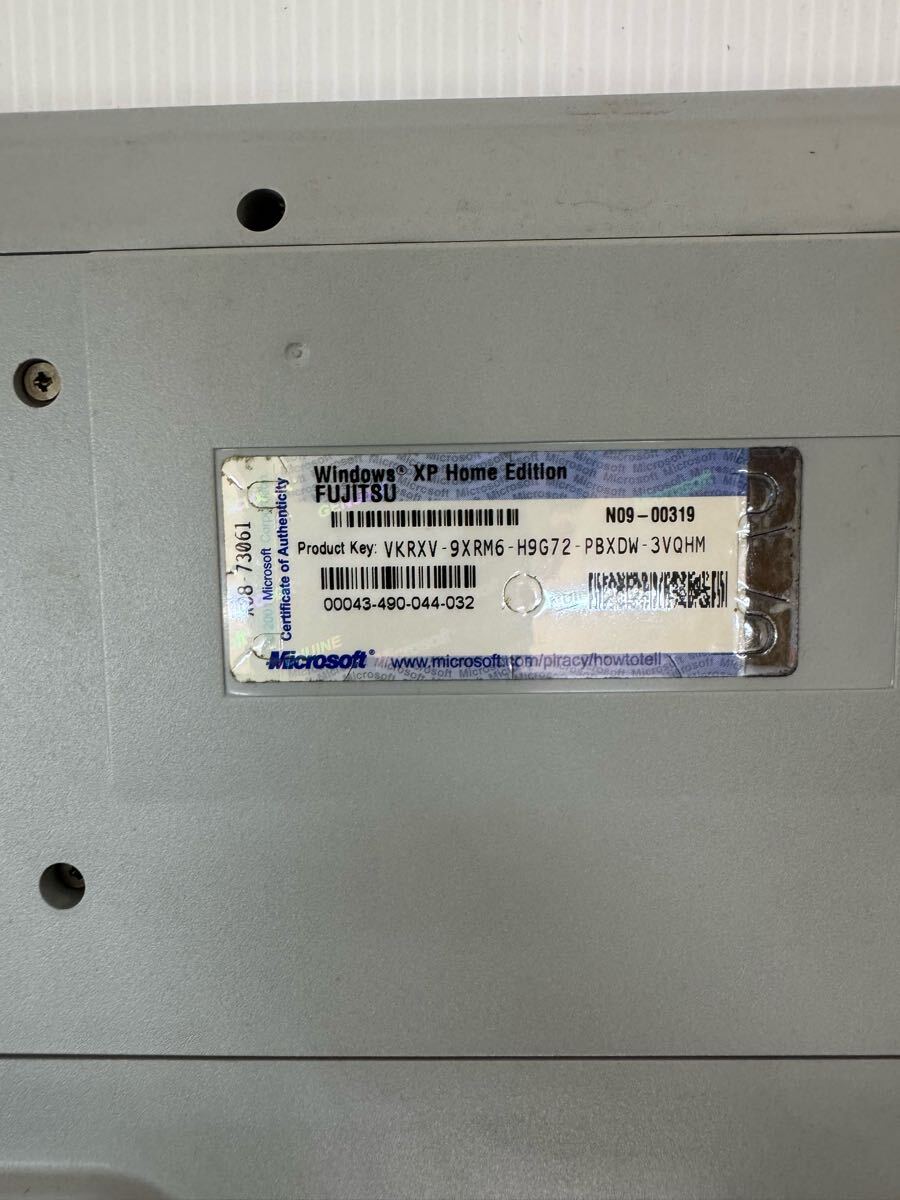 Windows® XP Home Edition
FUJITSU
N09-00319
Product Key: VKRXV-9XRM6-H9G72-PBXDW-3VQHM
00043-490-044-032
Microsoft® www.microsoft.com/piracy/howtotell
Microsoft
Certificate of Authenticity